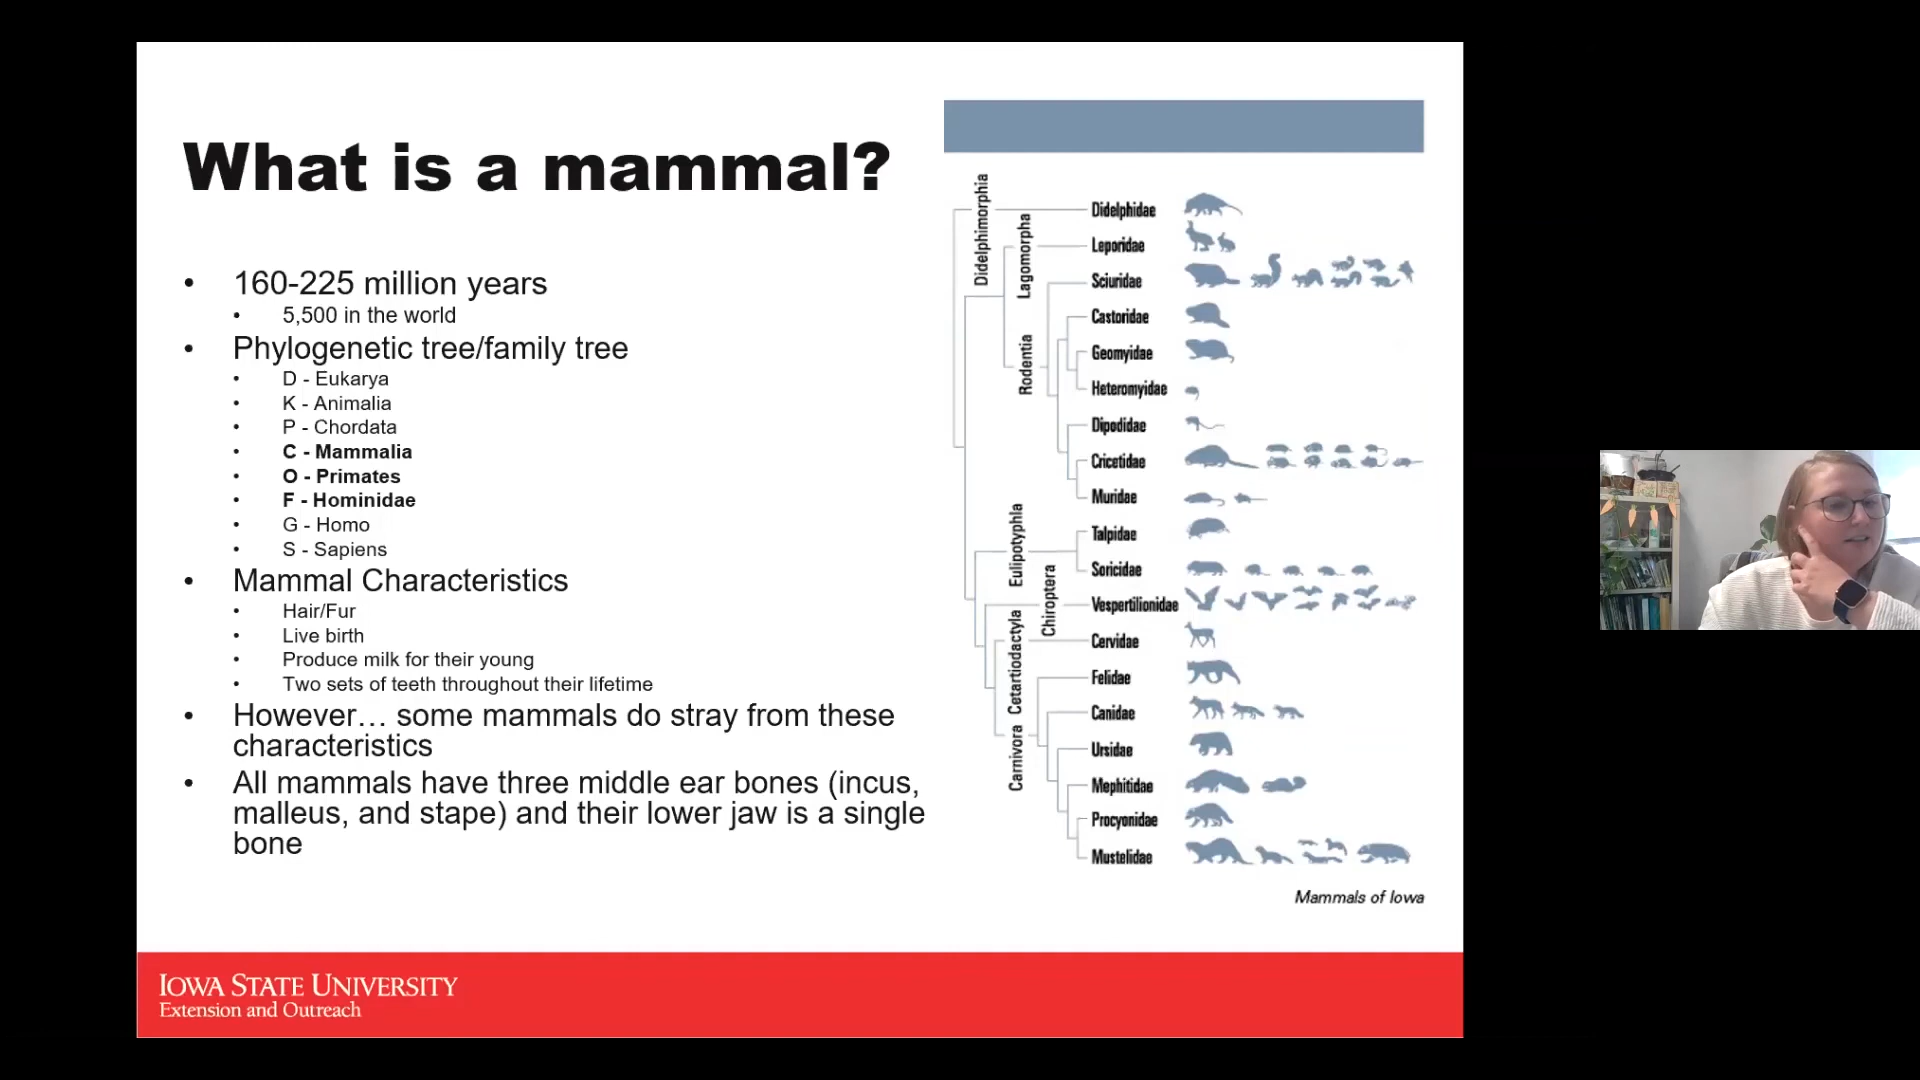 What is a mammal?
• 160-225 million years
• 5,500 in the world
• Phylogenetic tree/family tree
• D - Eukarya
• K - Animalia
• P - Chordata
• C - Mammalia
• O - Primates
• F - Hominidae
• G - Homo
• S - Sapiens
• Mammal Characteristics
• Hair/Fur
• Live birth
• Produce milk for their young
• Two sets of teeth throughout their lifetime
• However… some mammals do stray from these
characteristics
• All mammals have three middle ear bones (incus,
malleus, and stape) and their lower jaw is a single
bone
Didelphimorphia
Lagomorpha
Rodentia
Eulipotyphla
Chiroptera
Cetartiodactyla
Carnivora
Didelphidae
Leporidae
Sciuridae
Castoridae
Geomyidae
Heteromyidae
Dipodidae
Cricetidae
Muridae
Talpidae
Soricidae
Vespertilionidae
Cervidae
Felidae
Canidae
Ursidae
Mephitidae
Procyonidae
Mustelidae
Mammals of Iowa
IOWA STATE UNIVERSITY
Extension and Outreach